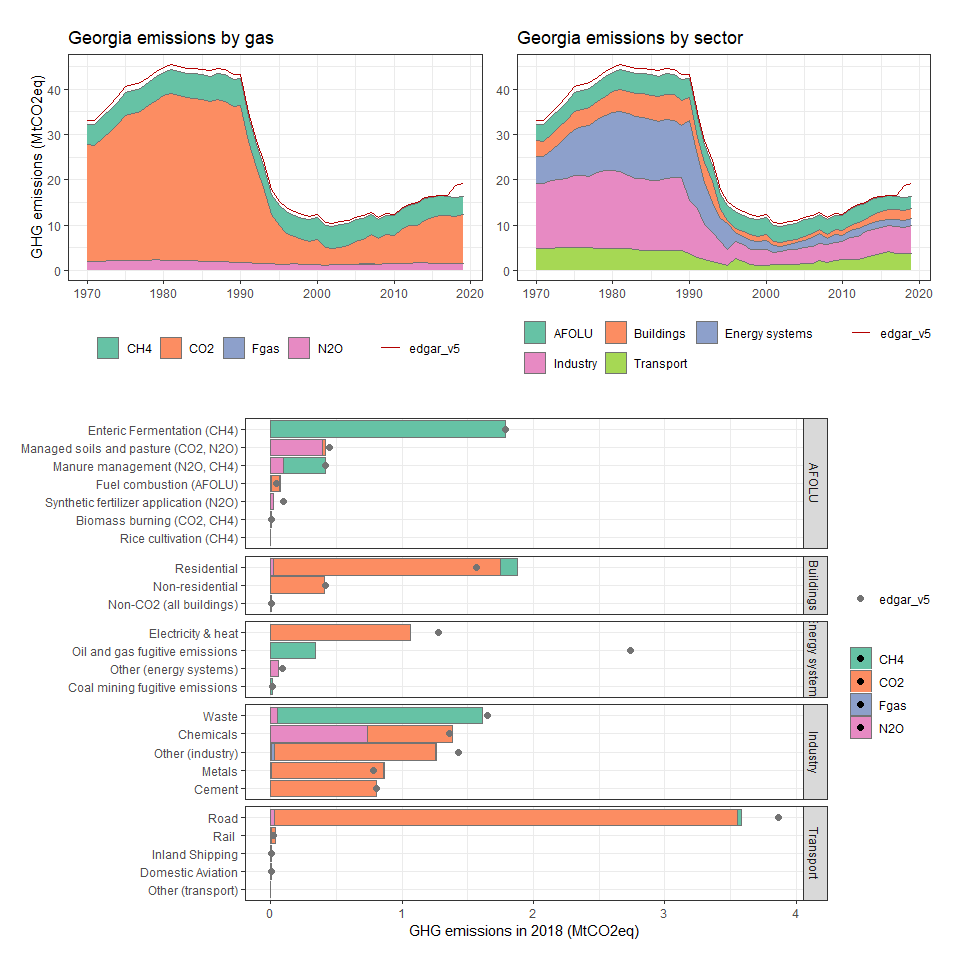 Georgia emissions by gas
Georgia emissions by sector
GHG emissions (MtCO2eq)
40
30
20
10
0
1970 1980 1990 2000 2010 2020
40
30
20
10
0
1970 1980 1990 2000 2010 2020
CH4 CO2 Fgas N2O edgar_v5
AFOLU Buildings Energy systems edgar_v5
Industry Transport
Enteric Fermentation (CH4)
Managed soils and pasture (CO2, N2O)
Manure management (N2O, CH4)
Fuel combustion (AFOLU)
Synthetic fertilizer application (N2O)
Biomass burning (CO2, CH4)
Rice cultivation (CH4)
AFOLU
Residential
Non-residential
Non-CO2 (all buildings)
Buildings
Electricity & heat
Oil and gas fugitive emissions
Other (energy systems)
Coal mining fugitive emissions
Energy system
Waste
Chemicals
Other (industry)
Metals
Cement
Industry
Road
Rail
Inland Shipping
Domestic Aviation
Other (transport)
Transport
0 1 2 3 4
GHG emissions in 2018 (MtCO2eq)
edgar_v5
CH4
CO2
Fgas
N2O